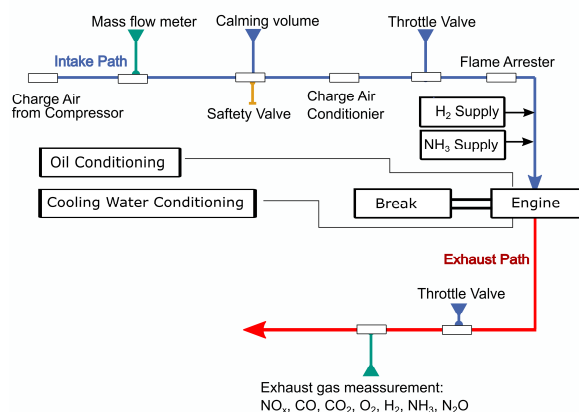 Mass flow meter
Calming volume
Throttle Valve
Intake Path
Flame Arrester
Charge Air
from Compressor
Saftety Valve
Charge Air
Conditionier
H₂ Supply
NH₃ Supply
Oil Conditioning
Cooling Water Conditioning
Break
Engine
Exhaust Path
Throttle Valve
Exhaust gas meassurement:
NOₓ, CO, CO₂, O₂, H₂, NH₃, N₂O